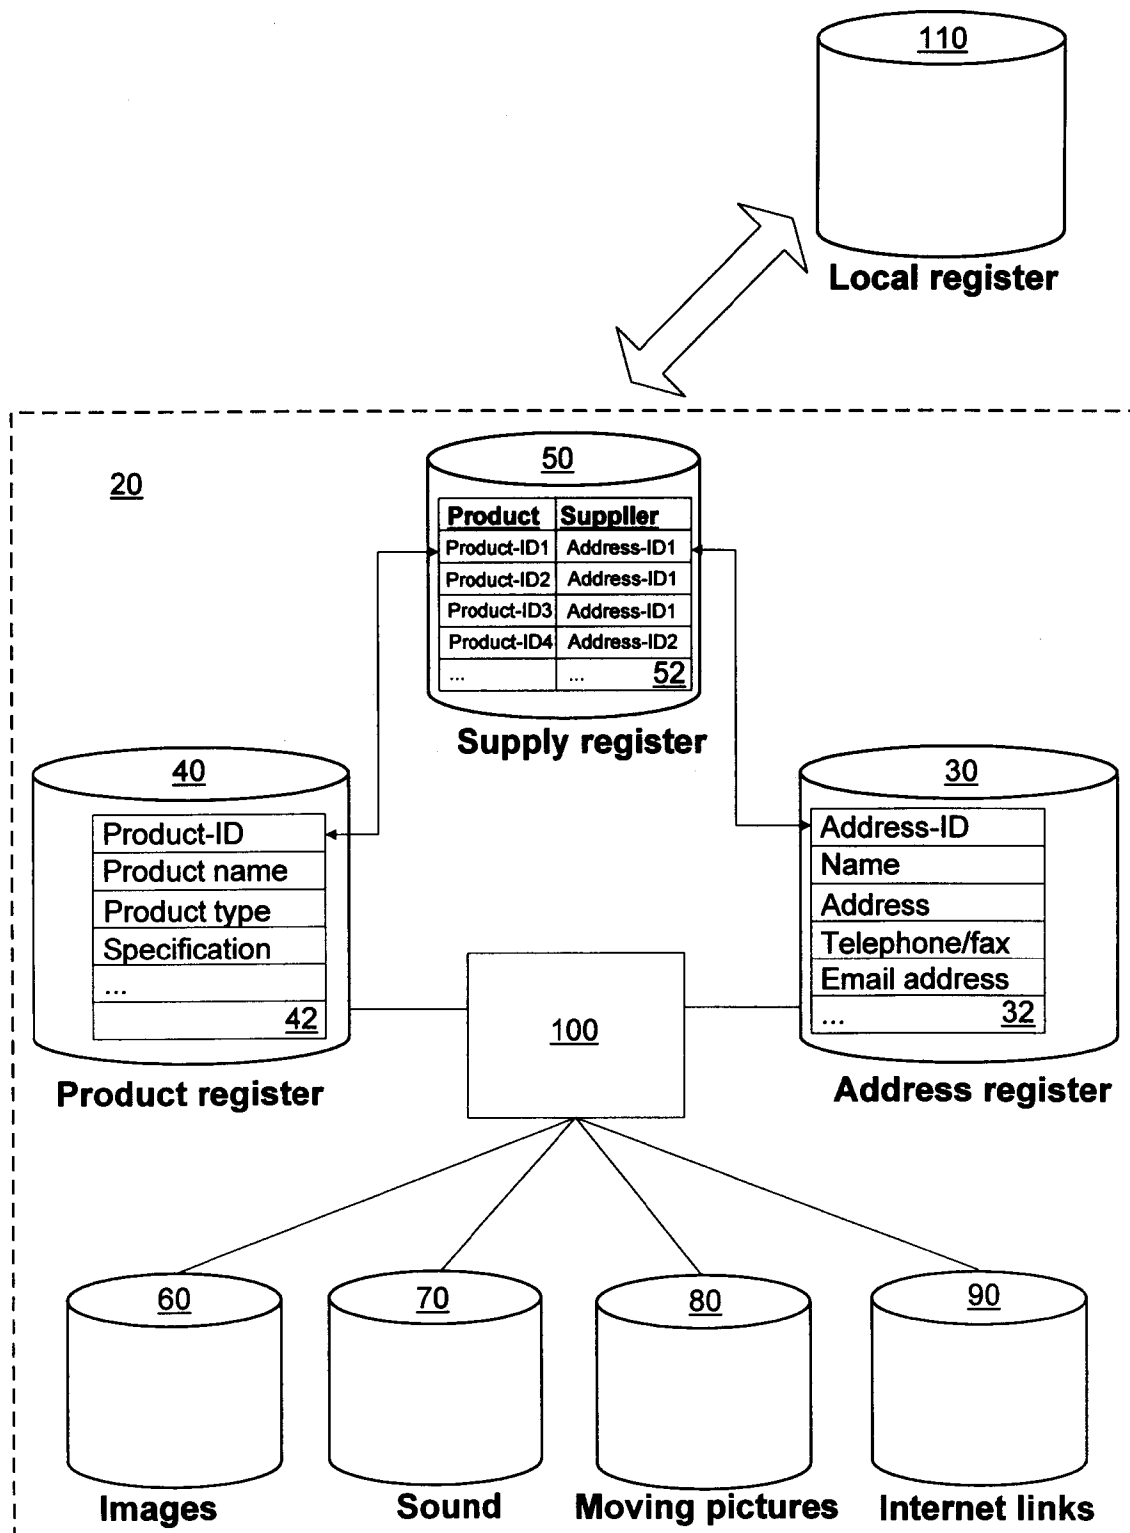 110
Local register
20
50
Product Supplier
Product-ID1 Address-ID1
Product-ID2 Address-ID1
Product-ID3 Address-ID1
Product-ID4 Address-ID2
... ... 52
Supply register
40
Product-ID
Product name
Product type
Specification
...
42
Product register
30
Address-ID
Name
Address
Telephone/fax
Email address
... 32
Address register
100
60
Images
70
Sound
80
Moving pictures
90
Internet links